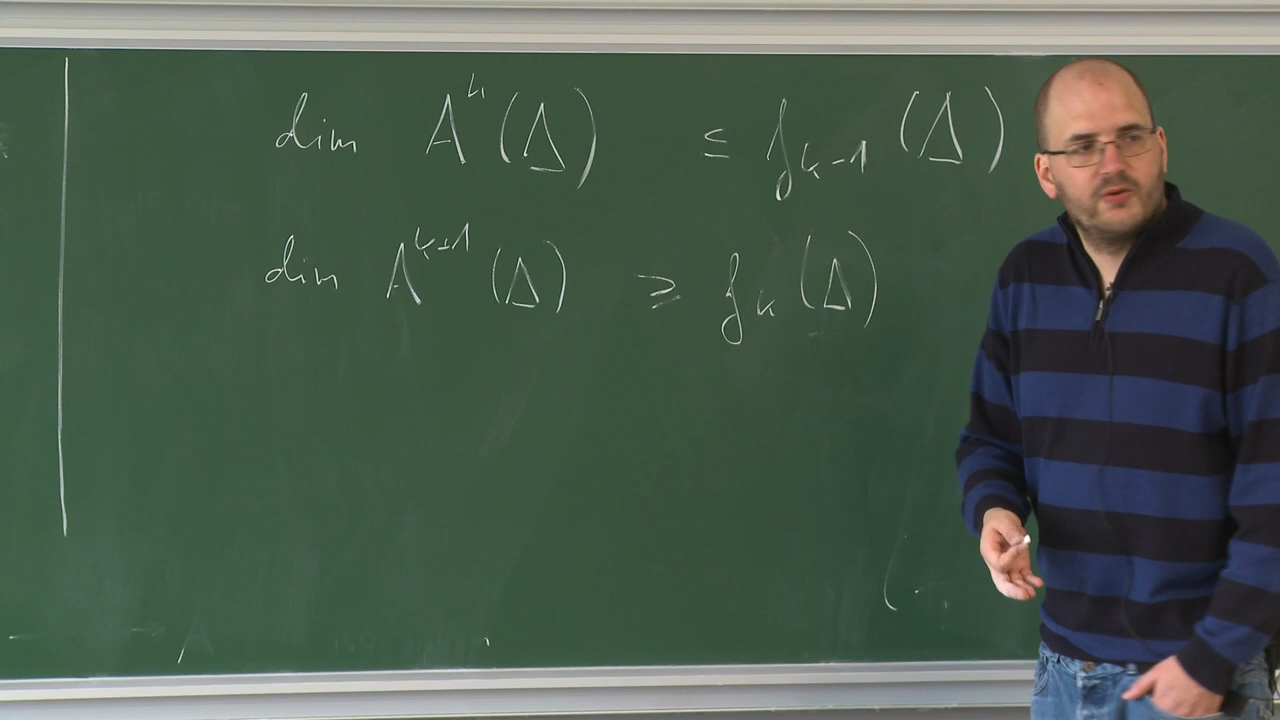 dim A^k (Δ) ≤ f_{k-1} (Δ)
dim A^{k+1} (Δ) ≥ f_k (Δ)